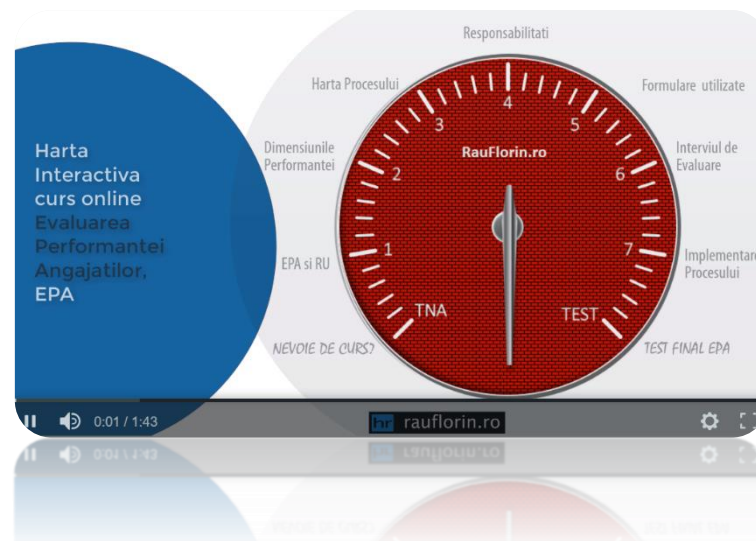 Harta
Interactiva
curs online
Evaluarea
Performantei
Angajatilor,
EPA
Responsabilitati
Harta Procesului
Formulare utilizate
Dimensiunile
Performantei
Interviul de
Evaluare
EPA si RU
Implementare
Procesului
NEVOIE DE CURS?
TEST FINAL EPA
RauFlorin.ro
TNA
1
2
3
4
5
6
7
TEST
0:01 / 1:43
hr rauflorin.ro